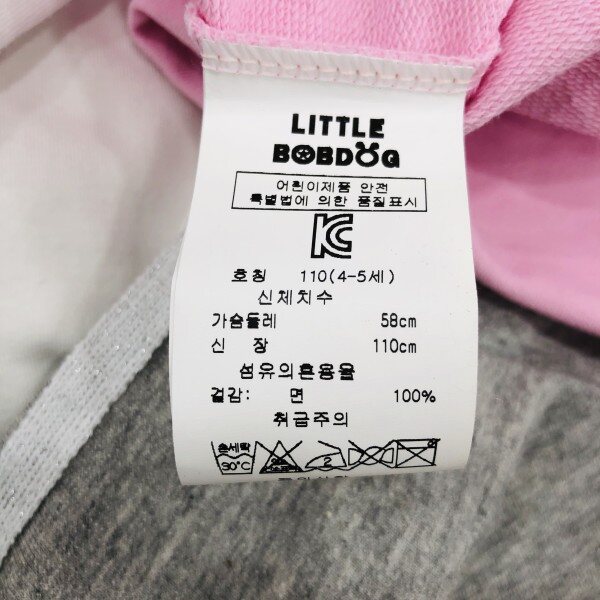 LITTLE
BOBDOG
어린이제품 안전
특별법에 의한 품질표시
KC
호칭 110(4-5세)
신체치수
가슴둘레 58cm
신 장 110cm
섬유의혼용율
겉감: 면 100%
취급주의
손세탁
30°C 2